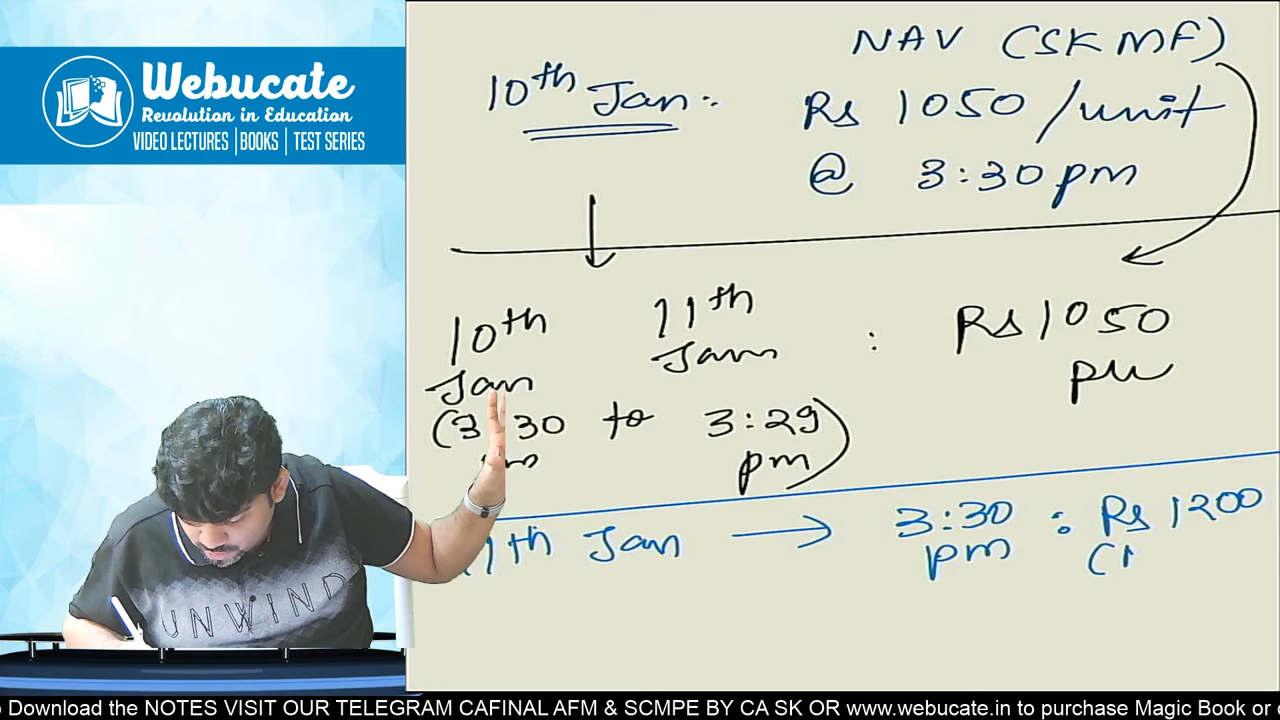 Webucate
Revolution in Education
VIDEO LECTURES | BOOKS | TEST SERIES
NAV (SKMF)
10th Jan :
Rs 1050 /unit
@ 3:30 pm
10th Jan
11th Jan
: Rs 1050 pu
(3 30 to 3:29 pm)
Jan → 3:30 pm : Rs 1200
UNWIND
Download the NOTES VISIT OUR TELEGRAM CAFINAL AFM & SCMPE BY CA SK OR www.webucate.in to purchase Magic Book or